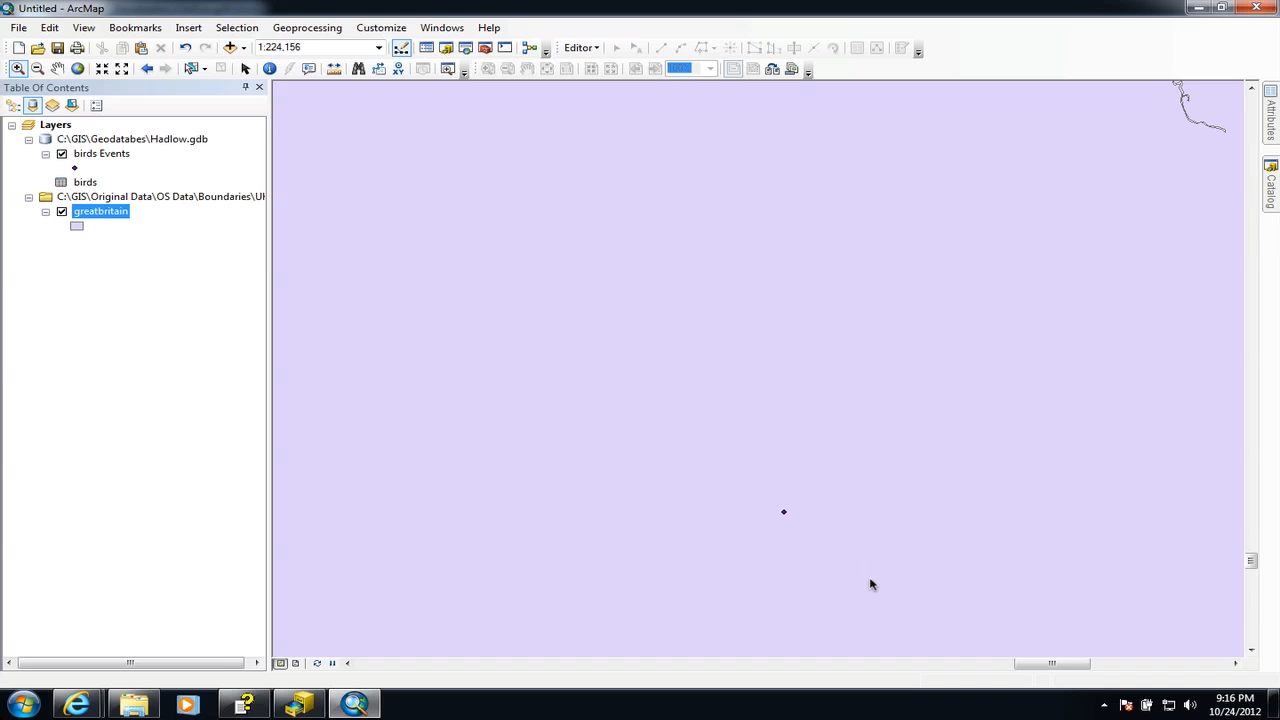 Untitled - ArcMap
File Edit View Bookmarks Insert Selection Geoprocessing Customize Windows Help
1:224,156 Editor
Table Of Contents
Layers
C:\GIS\Geodatabes\Hadlow.gdb
birds Events
birds
C:\GIS\Original Data\OS Data\Boundaries\U
greatbritain
Attributes
Catalog
9:16 PM
10/24/2012